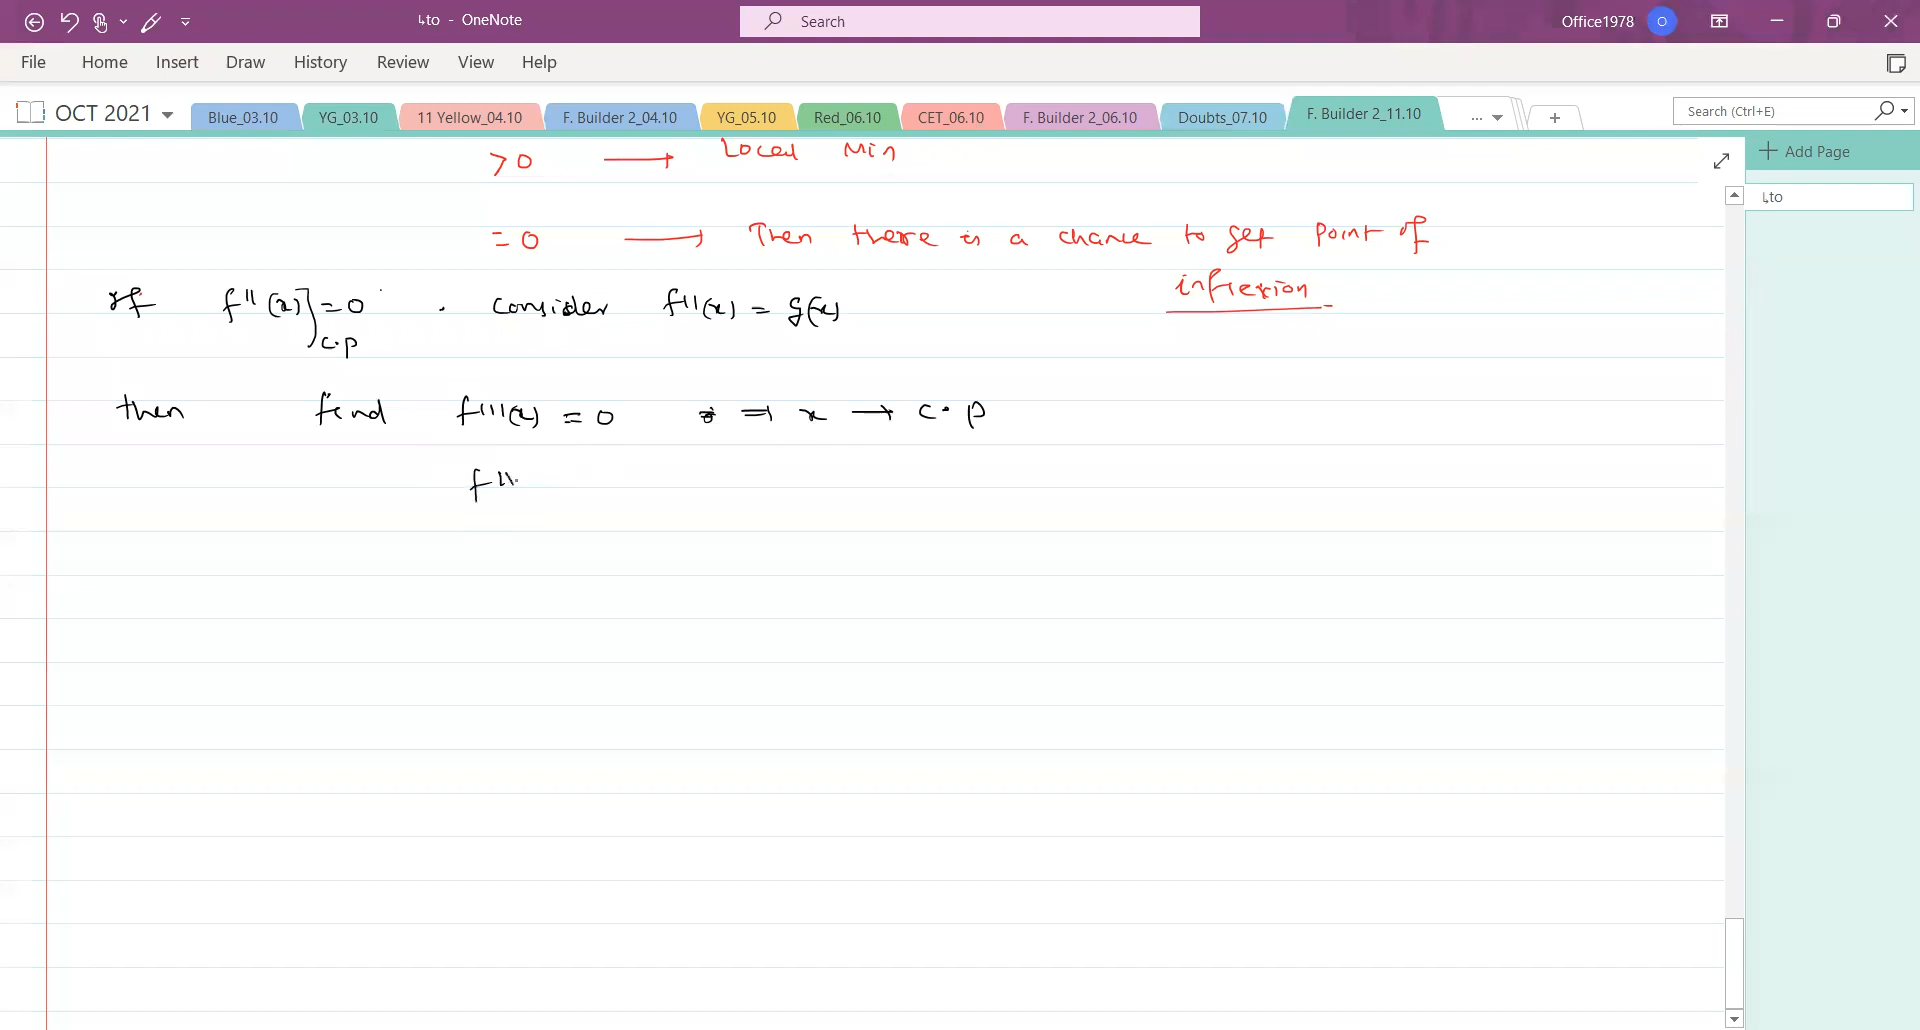 ↳to - OneNote
Search
Office1978
O
File Home Insert Draw History Review View Help
OCT 2021
Blue_03.10 YG_03.10 11 Yellow_04.10 F. Builder 2_04.10 YG_05.10 Red_06.10 CET_06.10 F. Builder 2_06.10 Doubts_07.10 F. Builder 2_11.10 ... +
Search (Ctrl+E)
Add Page
↳to
>0 → Local Min
=0 → Then there is a chance to get point of
inflexion
If f''(x)]=0 . consider f''(x) = g(x)
c.p
then find f'''(x) = 0 ⇒ x → c.p
f''